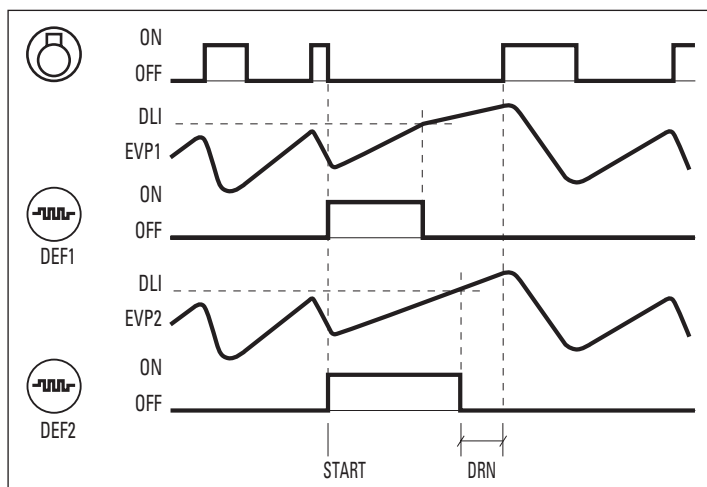 ON
OFF
DLI
EVP1
ON
OFF
DEF1
DLI
EVP2
ON
OFF
DEF2
START DRN